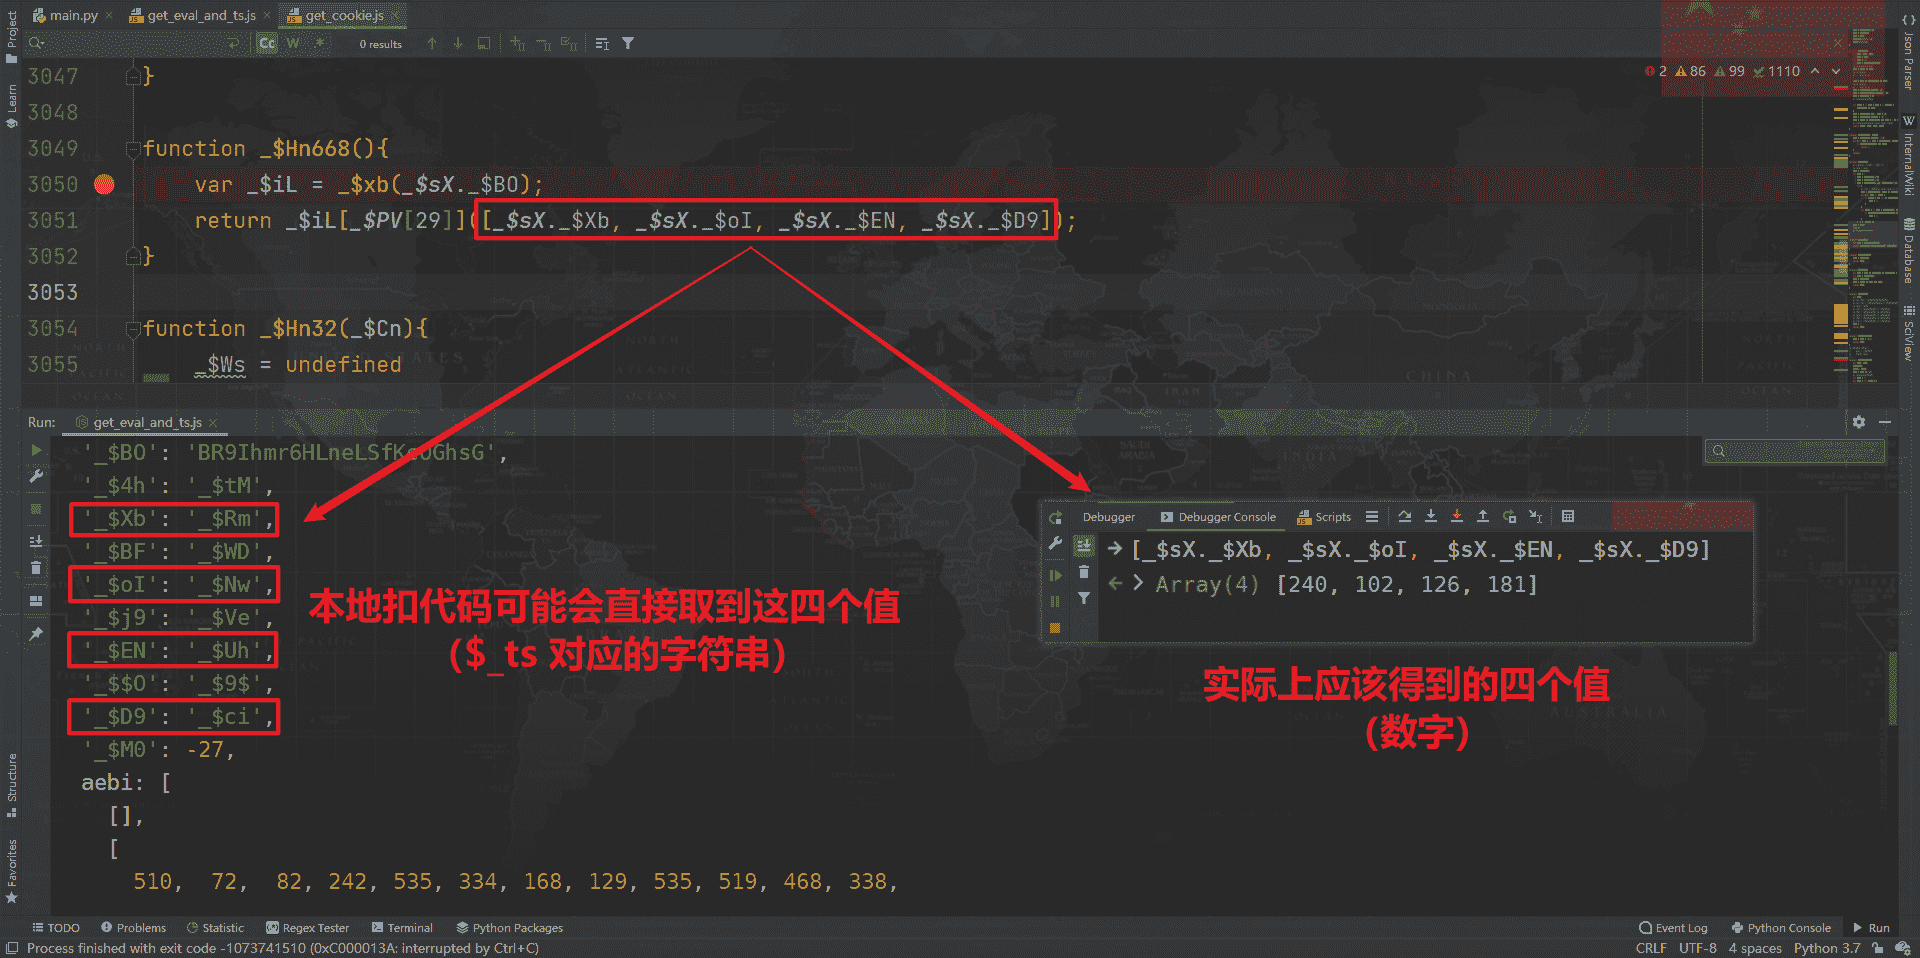 Project
main.py
get_eval_and_ts.js
get_cookie.js
Cc W * 0 results
2 86 99 1110
Learn
Json Parser
InternalWiki
Database
SciView
3047 }
3048
3049 function _$Hn668(){
3050 var _$iL = _$xb(_$sX._$BO);
3051 return _$iL[_$PV[29]]([_$sX._$Xb, _$sX._$oI, _$sX._$EN, _$sX._$D9]);
3052 }
3053
3054 function _$Hn32(_$Cn){
3055 _$Ws = undefined
Run: get_eval_and_ts.js
'_$4h': '_$tM',
'_$Xb': '_$Rm',
'_$BF': '_$WD',
'_$oI': '_$Nw',
'_$j9': '_$Ve',
'_$EN': '_$Uh',
'_$$O': '_$9$',
'_$D9': '_$ci',
'_$M0': -27,
aebi: [
[],
[
510, 72, 82, 242, 535, 334, 168, 129, 535, 519, 468, 338,
本地扣代码可能会直接取到这四个值
($_ts 对应的字符串)
Debugger Debugger Console Scripts
[_$sX._$Xb, _$sX._$oI, _$sX._$EN, _$sX._$D9]
Array(4) [240, 102, 126, 181]
实际上应该得到的四个值
(数字)
Structure
Favorites
TODO Problems Statistic Regex Tester Terminal Python Packages Event Log Python Console Run
Process finished with exit code -1073741510 (0xC000013A: interrupted by Ctrl+C) CRLF UTF-8 4 spaces Python 3.7